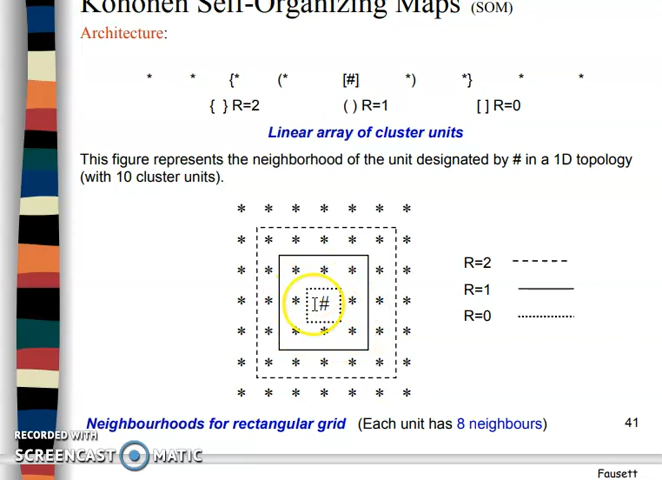 Kohonen Self-Organizing Maps (SOM)
Architecture:
* * {* (* [#] *) *} * *
{ } R=2 ( ) R=1 [ ] R=0
Linear array of cluster units
This figure represents the neighborhood of the unit designated by # in a 1D topology
(with 10 cluster units).
* * * * * * *
* * * * * * *
* * * * * * *
* * * # * * *
* * * * * * *
* * * * * * *
* * * * * * *
R=2
R=1
R=0
Neighbourhoods for rectangular grid (Each unit has 8 neighbours)
41
RECORDED WITH
SCREENCAST MATIC
Fausett